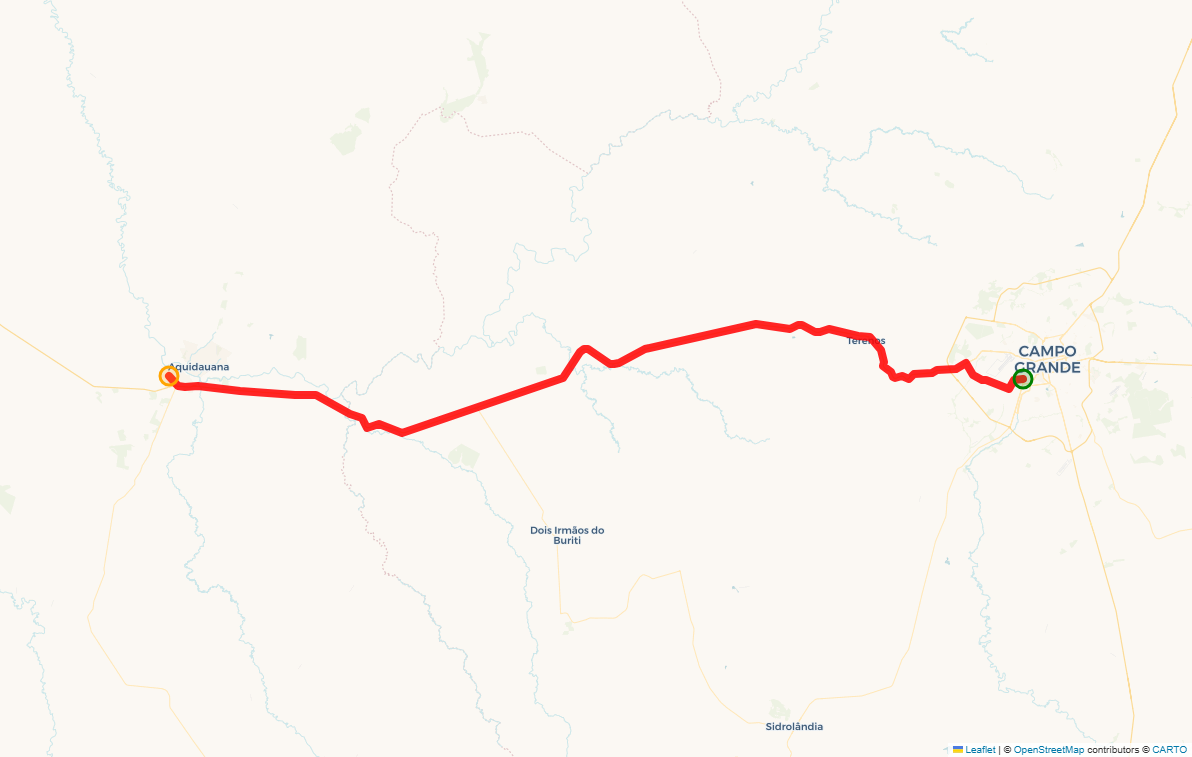 CAMPO
GRANDE
Terenos
Aquidauana
Dois Irmãos do
Buriti
Sidrolândia
Leaflet | © OpenStreetMap contributors © CARTO